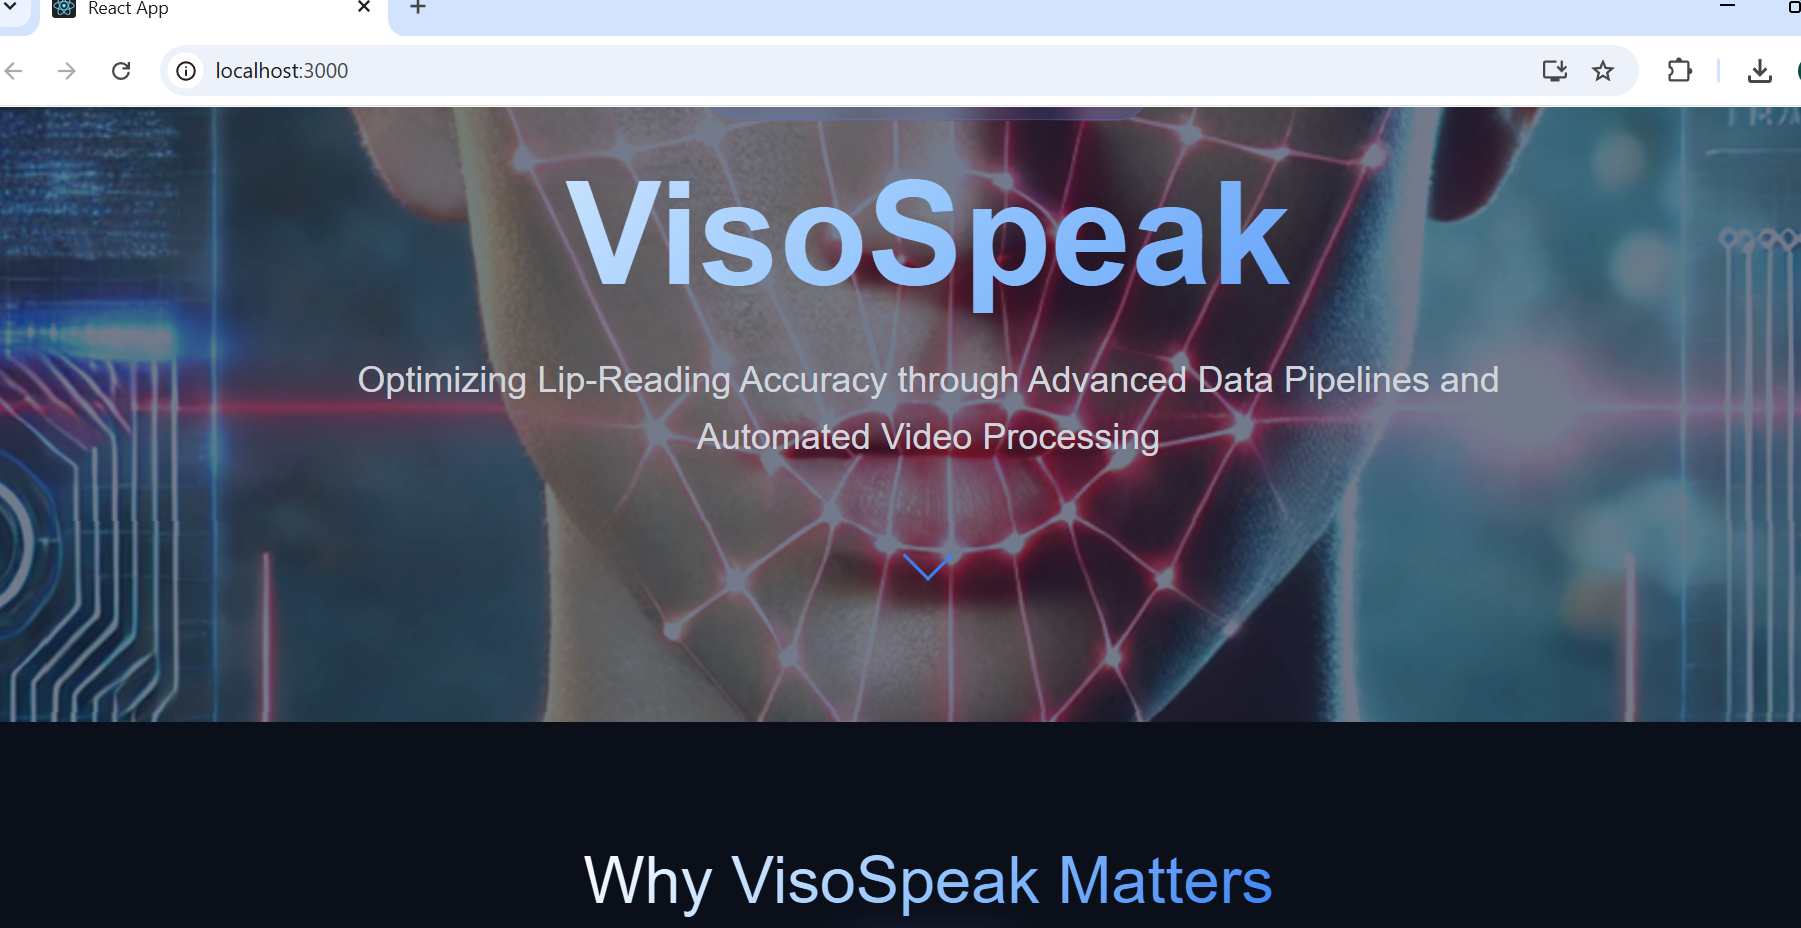 React App
localhost:3000
VisoSpeak
Optimizing Lip-Reading Accuracy through Advanced Data Pipelines and
Automated Video Processing
Why VisoSpeak Matters